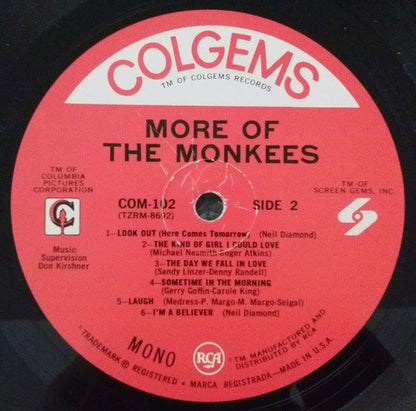 COLGEMS
TM OF COLGEMS RECORDS
MORE OF
THE MONKEES
TM OF
COLUMBIA
PICTURES
CORPORATION
TM OF
SCREEN GEMS, INC.
COM-102
(TZRM-8692)
SIDE 2
C
Music
Supervision
Don Kirshner
1—LOOK OUT (Here Comes Tomorrow) (Neil Diamond)
2—THE KIND OF GIRL I COULD LOVE
(Michael Nesmith-Roger Atkins)
3—THE DAY WE FALL IN LOVE
(Sandy Linzer-Denny Randell)
4—SOMETIME IN THE MORNING
(Gerry Goffin-Carole King)
5—LAUGH (Medress-P. Margo-M. Margo-Seigal)
6—I'M A BELIEVER (Neil Diamond)
MONO
RCA
®TM MANUFACTURED AND
DISTRIBUTED BY RCA
®TRADEMARK® REGISTERED • MARCA REGISTRADA—MADE IN U.S.A.